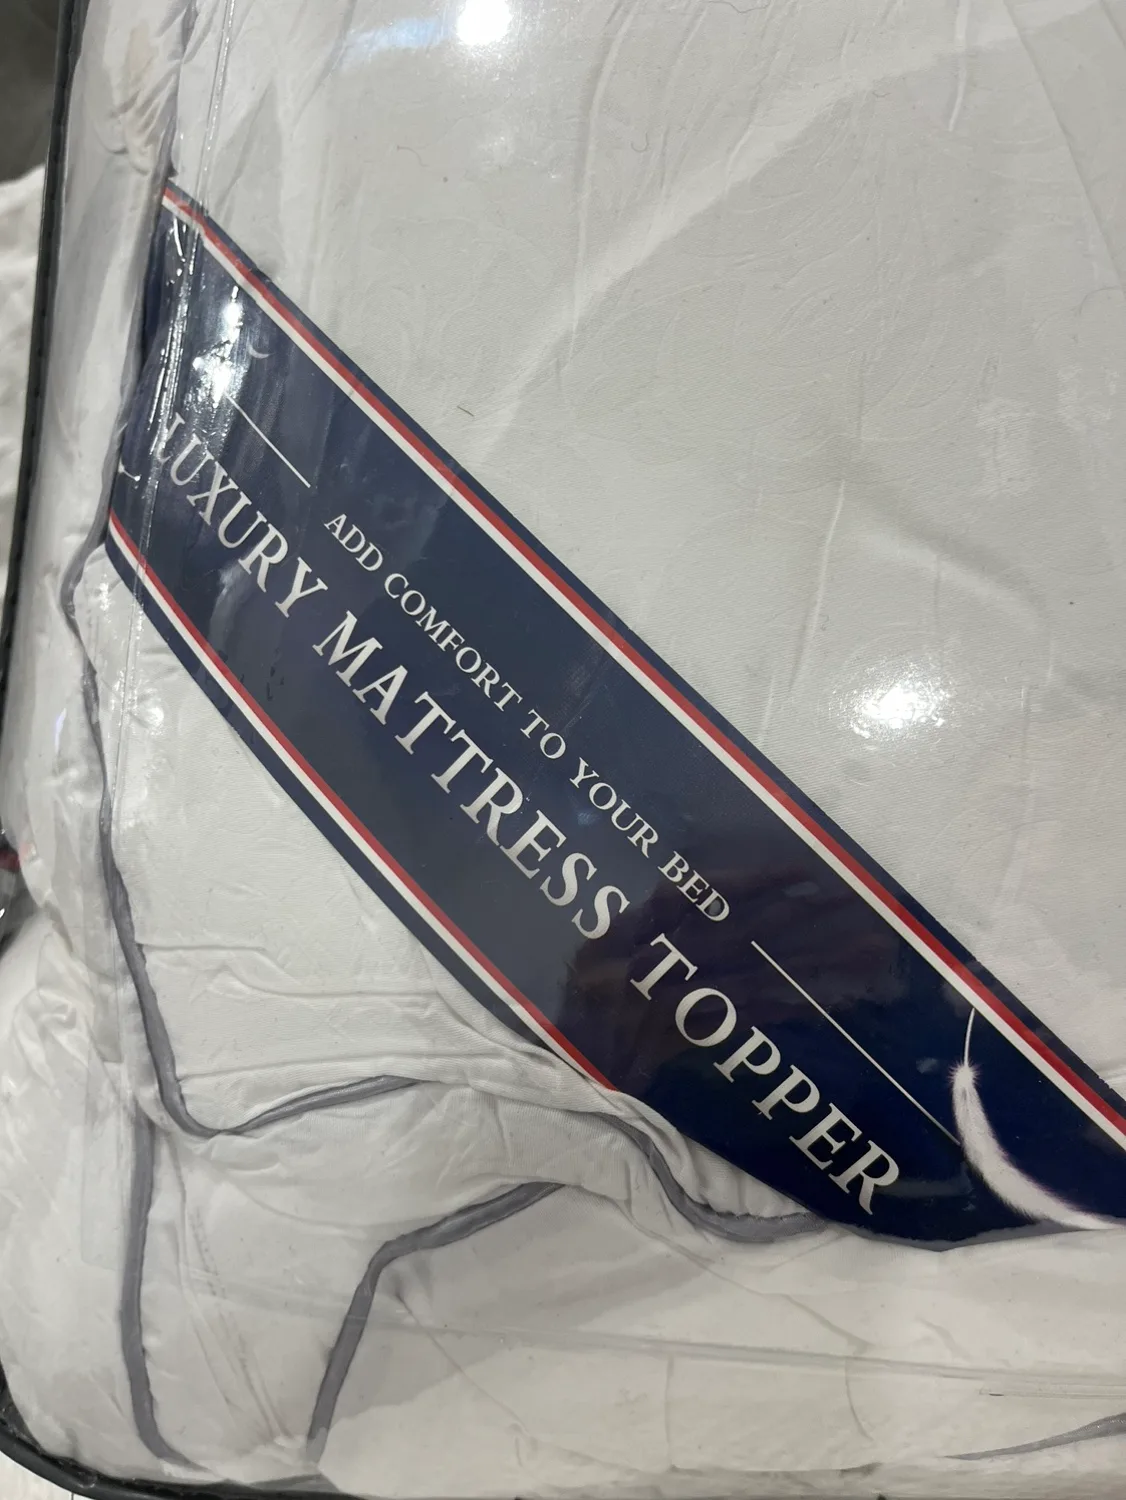 ADD COMFORT TO YOUR BED
LUXURY MATTRESS TOPPER